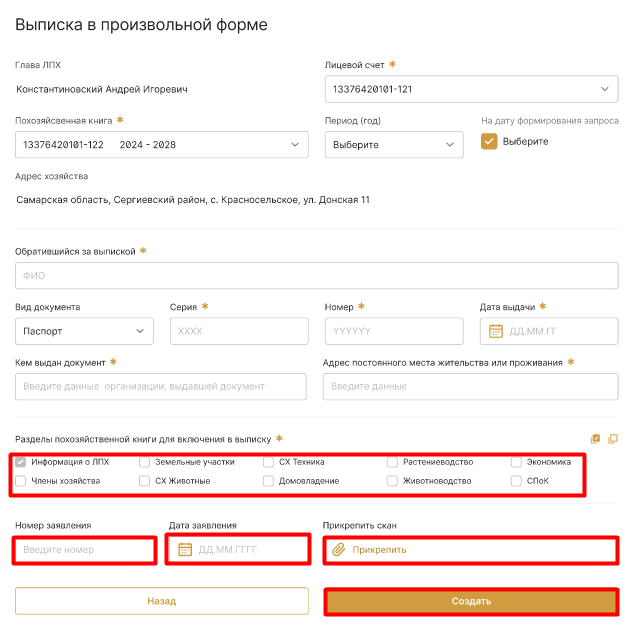 Выписка в произвольной форме
Глава ЛПХ
Константиновский Андрей Игоревич
Лицевой счет *
13376420101-121
Похозяйсвенная книга *
13376420101-122 2024 - 2028
Период (год)
Выберите
На дату формирования запроса
Выберите
Адрес хозяйства
Самарская область, Сергиевский район, с. Красносельское, ул. Донская 11
Обратившийся за выпиской *
ФИО
Вид документа
Паспорт
Серия *
XXXX
Номер *
YYYYYY
Дата выдачи *
ДД.ММ.ГГ
Кем выдан документ *
Введите данные организации, выдавшей документ
Адрес постоянного места жительства или проживания *
Введите данные
Разделы похозяйственной книги для включения в выписку *
Информация о ЛПХ Земельные участки СХ Техника Растениеводство Экономика
Члены хозяйства СХ Животные Домовладение Животноводство СПоК
Номер заявления
Введите номер
Дата заявления
ДД.ММ.ГГГГ
Прикрепить скан
Прикрепить
Назад
Создать